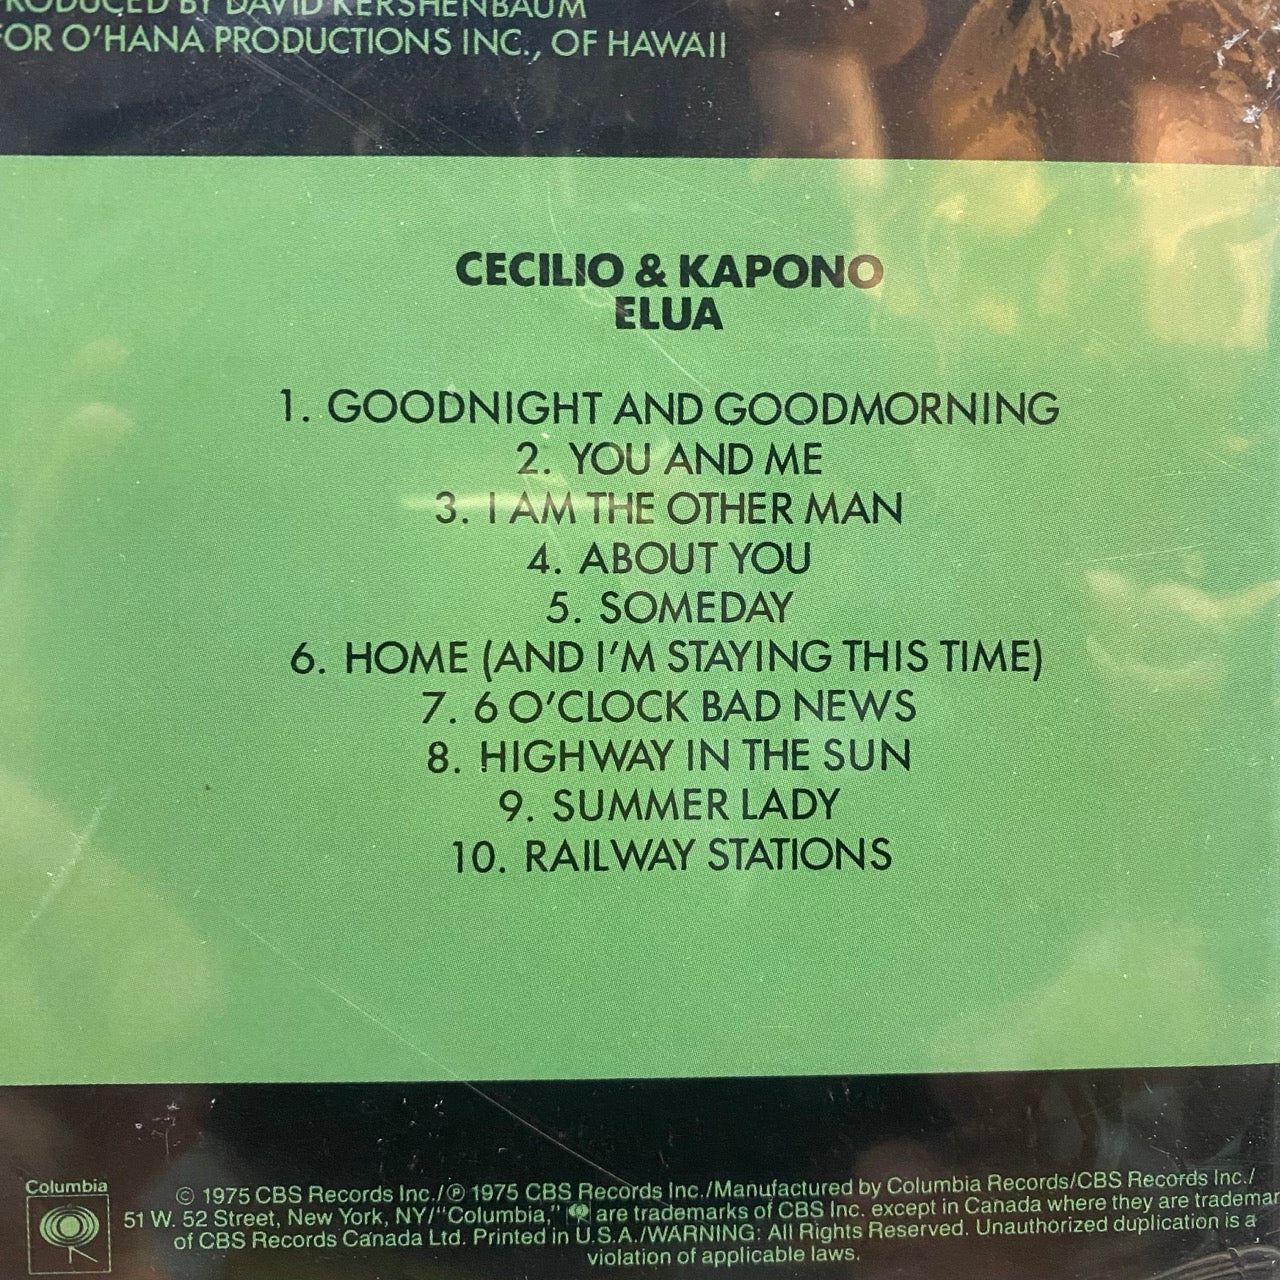 PRODUCED BY DAVID KERSHENBAUM
FOR O'HANA PRODUCTIONS INC., OF HAWAII
CECILIO & KAPONO
ELUA
1. GOODNIGHT AND GOODMORNING
2. YOU AND ME
3. I AM THE OTHER MAN
4. ABOUT YOU
5. SOMEDAY
6. HOME (AND I'M STAYING THIS TIME)
7. 6 O'CLOCK BAD NEWS
8. HIGHWAY IN THE SUN
9. SUMMER LADY
10. RAILWAY STATIONS
Columbia
© 1975 CBS Records Inc./℗ 1975 CBS Records Inc./Manufactured by Columbia Records/CBS Records Inc./
51 W. 52 Street, New York, NY/"Columbia," are trademarks of CBS Inc. except in Canada where they are trademar
of CBS Records Canada Ltd. Printed in U.S.A./WARNING: All Rights Reserved. Unauthorized duplication is a
violation of applicable laws.